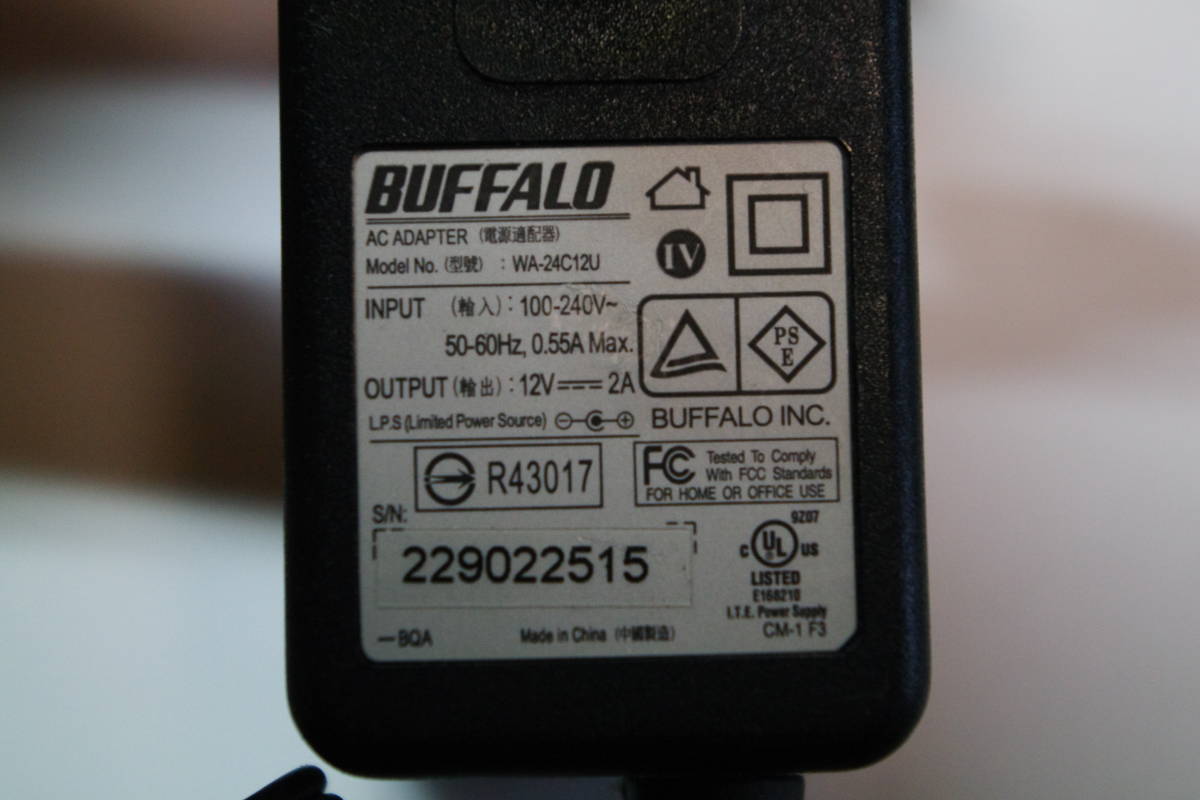 BUFFALO
AC ADAPTER (電源適配器)
Model No. (型號) : WA-24C12U
INPUT (輸入) : 100-240V~
50-60Hz, 0.55A Max.
OUTPUT (輸出) : 12V⎓2A
L.P.S (Limited Power Source)
IV
PS
E
BUFFALO INC.
R43017
FC Tested To Comply
With FCC Standards
FOR HOME OR OFFICE USE
S/N:
229022515
9Z07
C UL US
LISTED
E168210
I.T.E. Power Supply
CM-1 F3
—BQA
Made in China (中國製造)